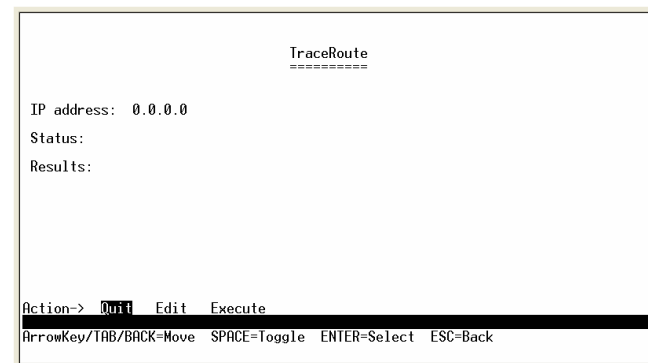 TraceRoute
==========
IP address: 0.0.0.0
Status:
Results:
Action-> Quit Edit Execute
ArrowKey/TAB/BACK=Move SPACE=Toggle ENTER=Select ESC=Back